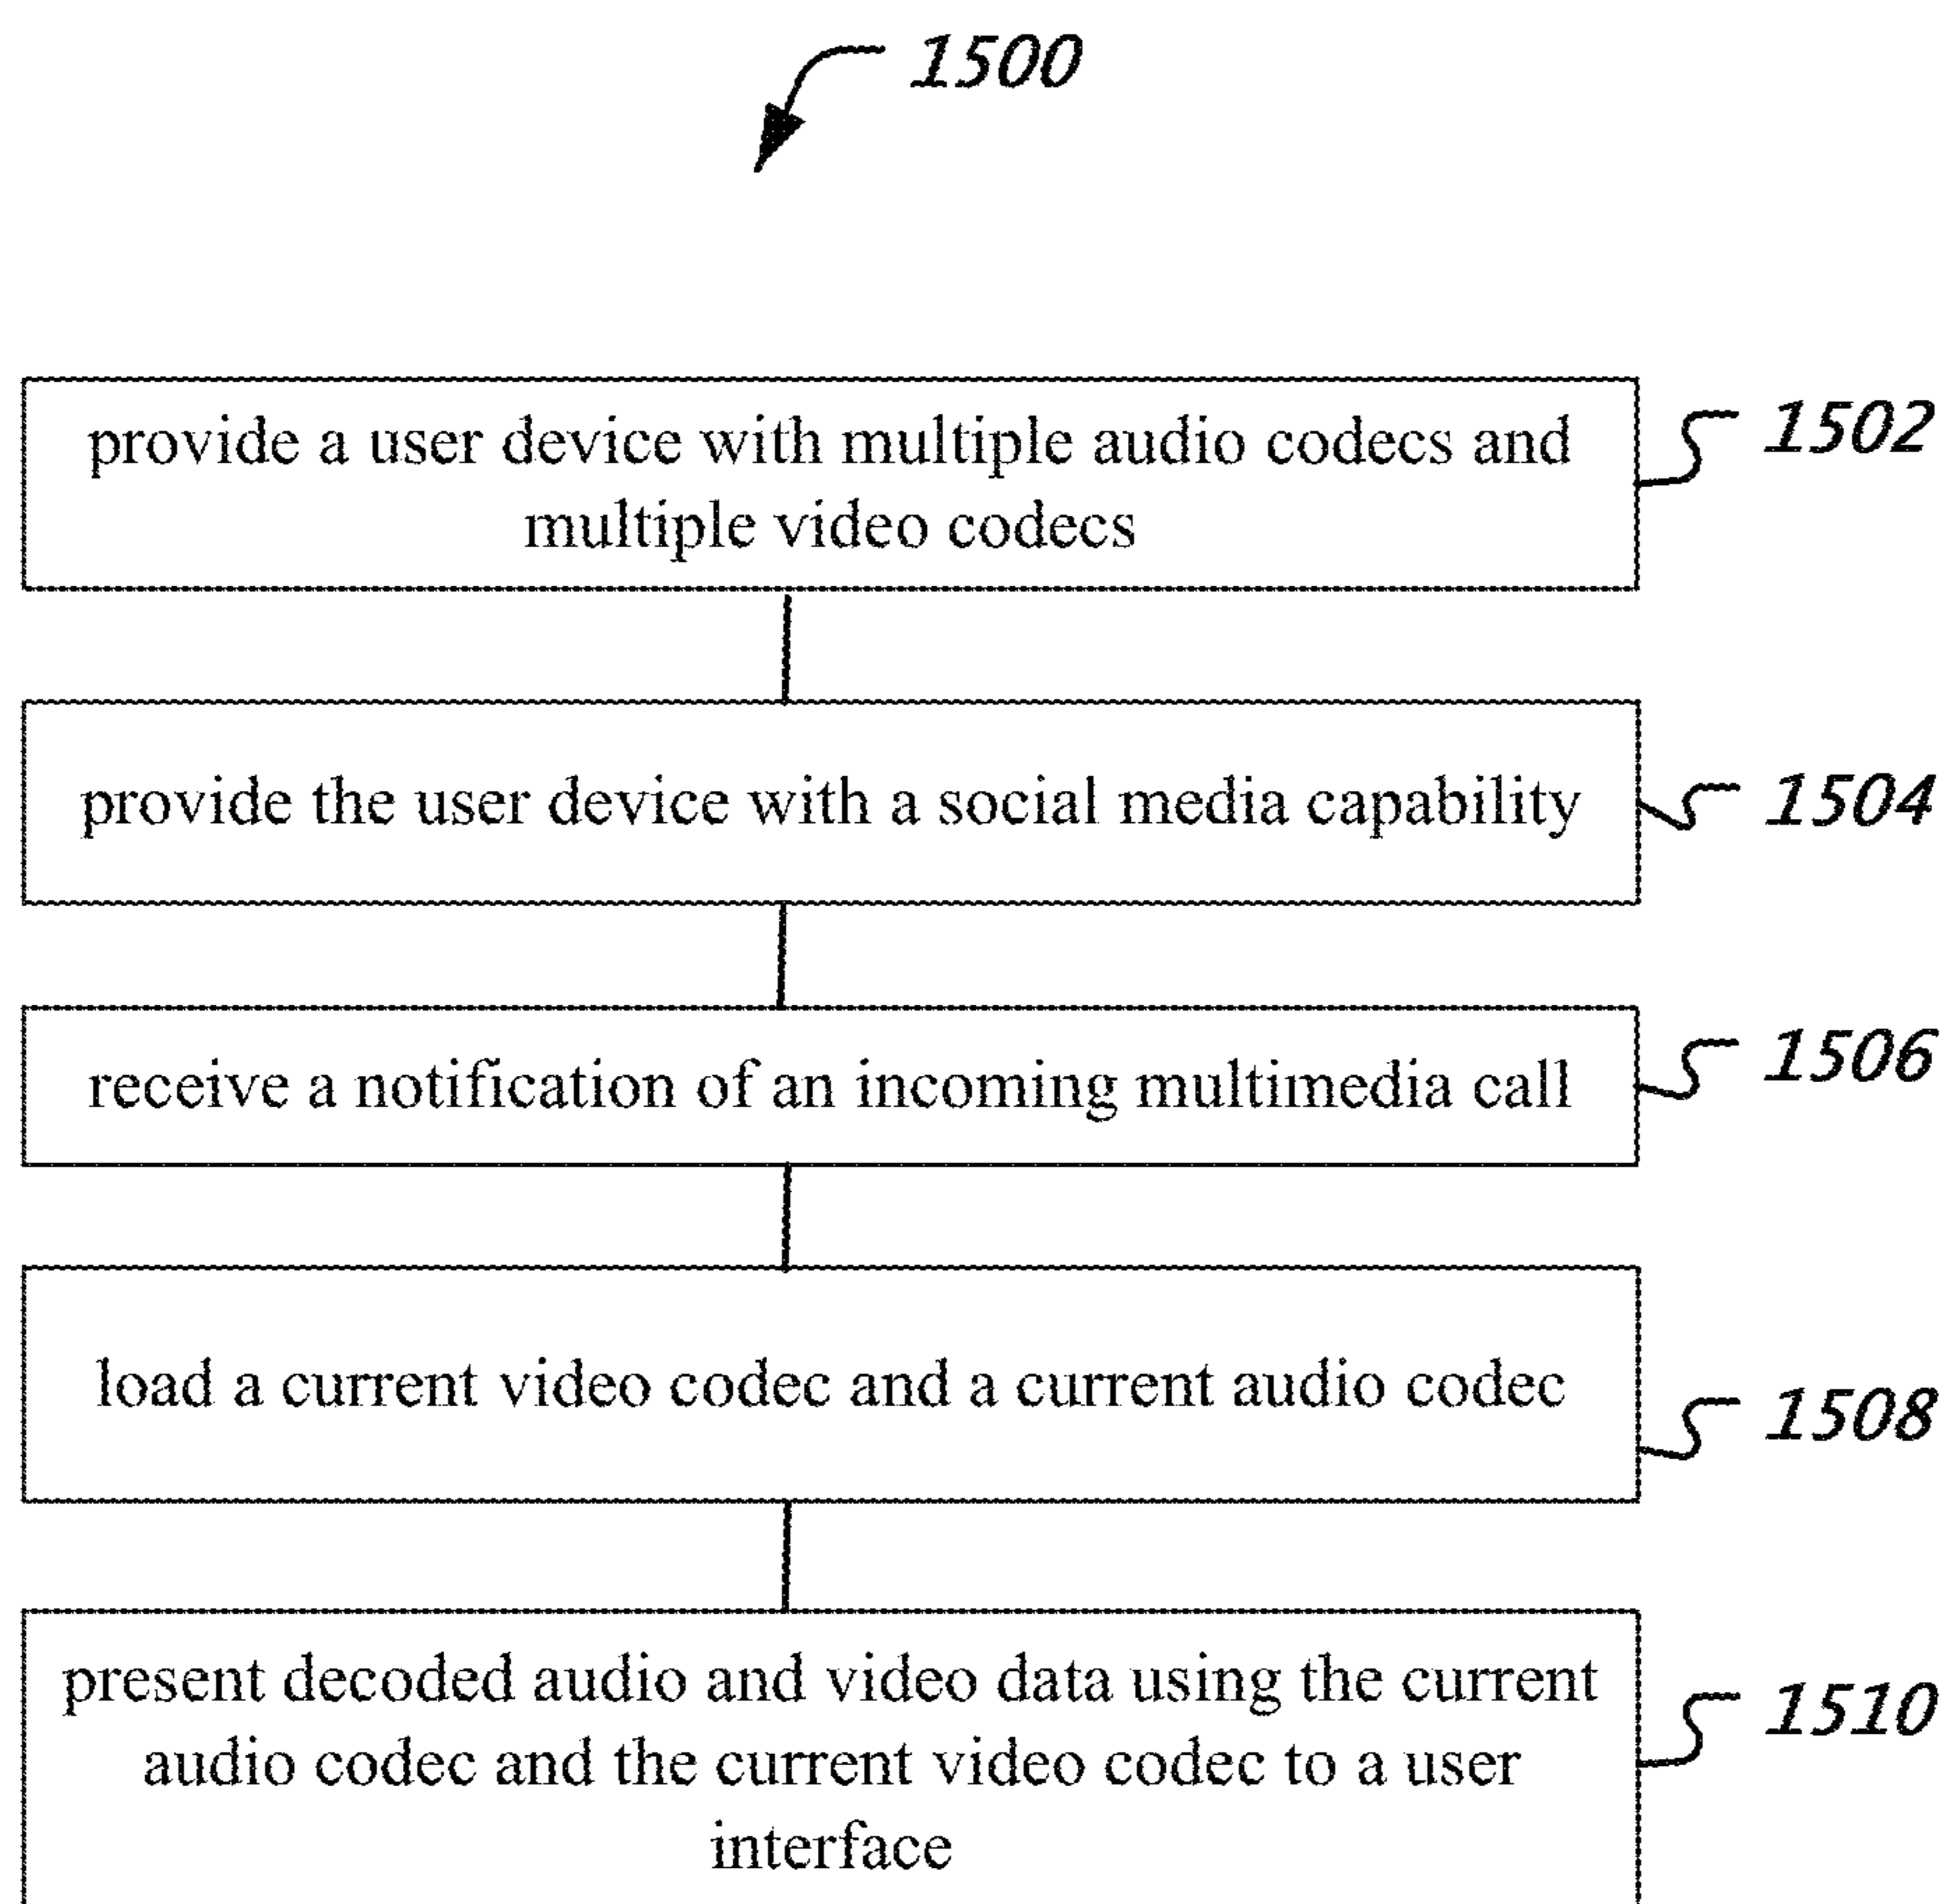 1500
provide a user device with multiple audio codecs and
multiple video codecs
1502
provide the user device with a social media capability
1504
receive a notification of an incoming multimedia call
1506
load a current video codec and a current audio codec
1508
present decoded audio and video data using the current
audio codec and the current video codec to a user
interface
1510